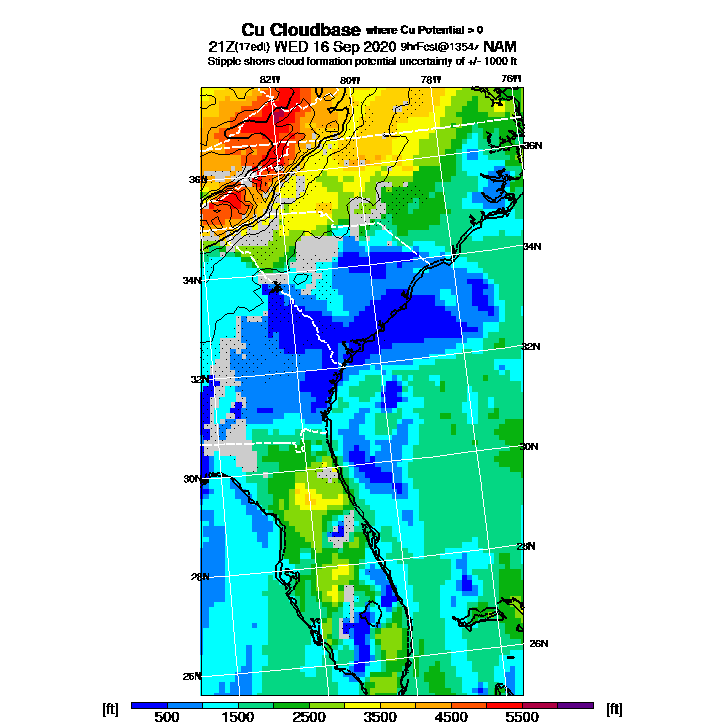 Cu Cloudbase where Cu Potential > 0
21Z(17edt) WED 16 Sep 2020 9hrFcst@1354z NAM
Stipple shows cloud formation potential uncertainty of +/- 1000 ft
82W 80W 78W 76W
36N
36N
34N
34N
32N
32N
30N
30N
28N
28N
26N
26N
[ft] 500 1500 2500 3500 4500 5500 [ft]